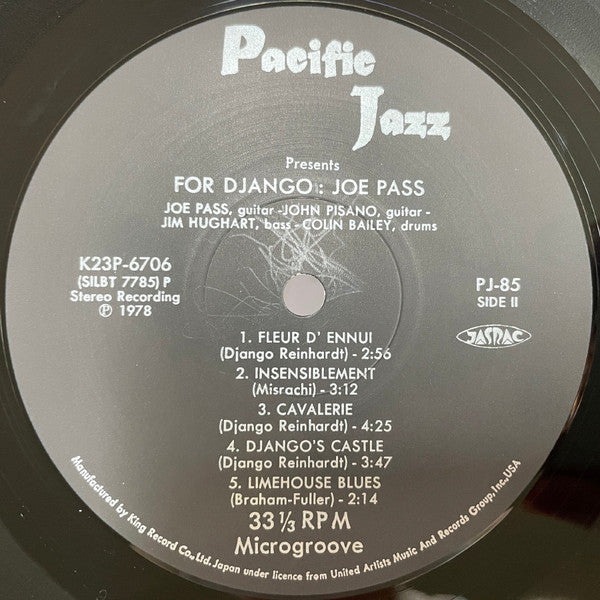 Pacific
Jazz
Presents
FOR DJANGO : JOE PASS
JOE PASS, guitar -JOHN PISANO, guitar -
JIM HUGHART, bass - COLIN BAILEY, drums
K23P-6706
(SILBT 7785) P
Stereo Recording
℗ 1978
PJ-85
SIDE II
JASRAC
1. FLEUR D' ENNUI
(Django Reinhardt) - 2:56
2. INSENSIBLEMENT
(Misrachi) - 3:12
3. CAVALERIE
(Django Reinhardt) - 4:25
4. DJANGO'S CASTLE
(Django Reinhardt) - 3:47
5. LIMEHOUSE BLUES
(Braham-Fuller) - 2:14
33 ⅓ RPM
Microgroove
Manufactured by King Record Co., Ltd. Japan under licence from United Artists Music And Records Group, Inc., USA